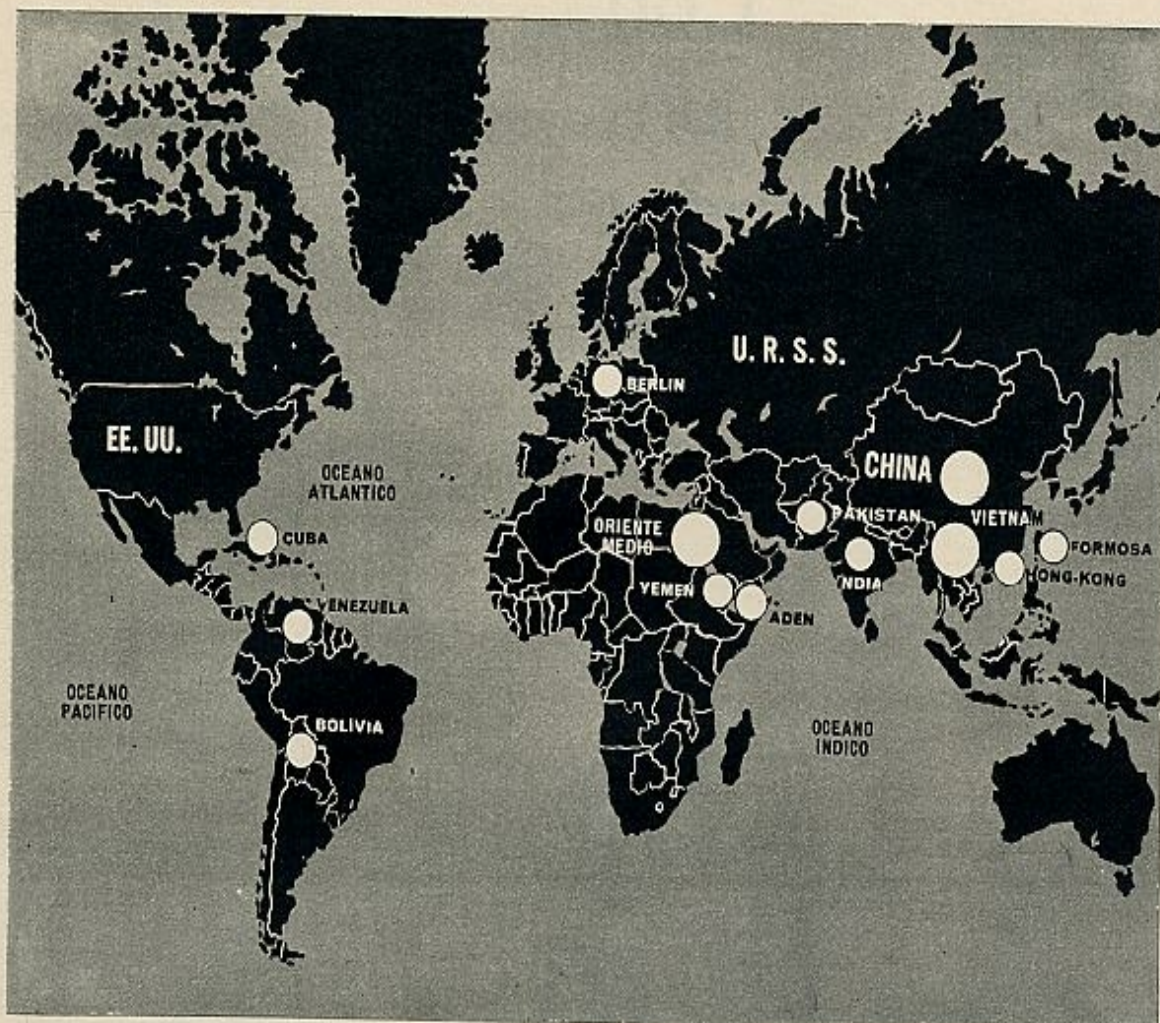 U. R. S. S.
BERLIN
EE. UU.
CHINA
OCEANO
ATLANTICO
PAKISTAN
VIETNAM
ORIENTE
MEDIO
CUBA
FORMOSA
HONG-KONG
INDIA
YEMEN
VENEZUELA
ADEN
OCEANO
PACIFICO
BOLIVIA
OCEANO
INDICO